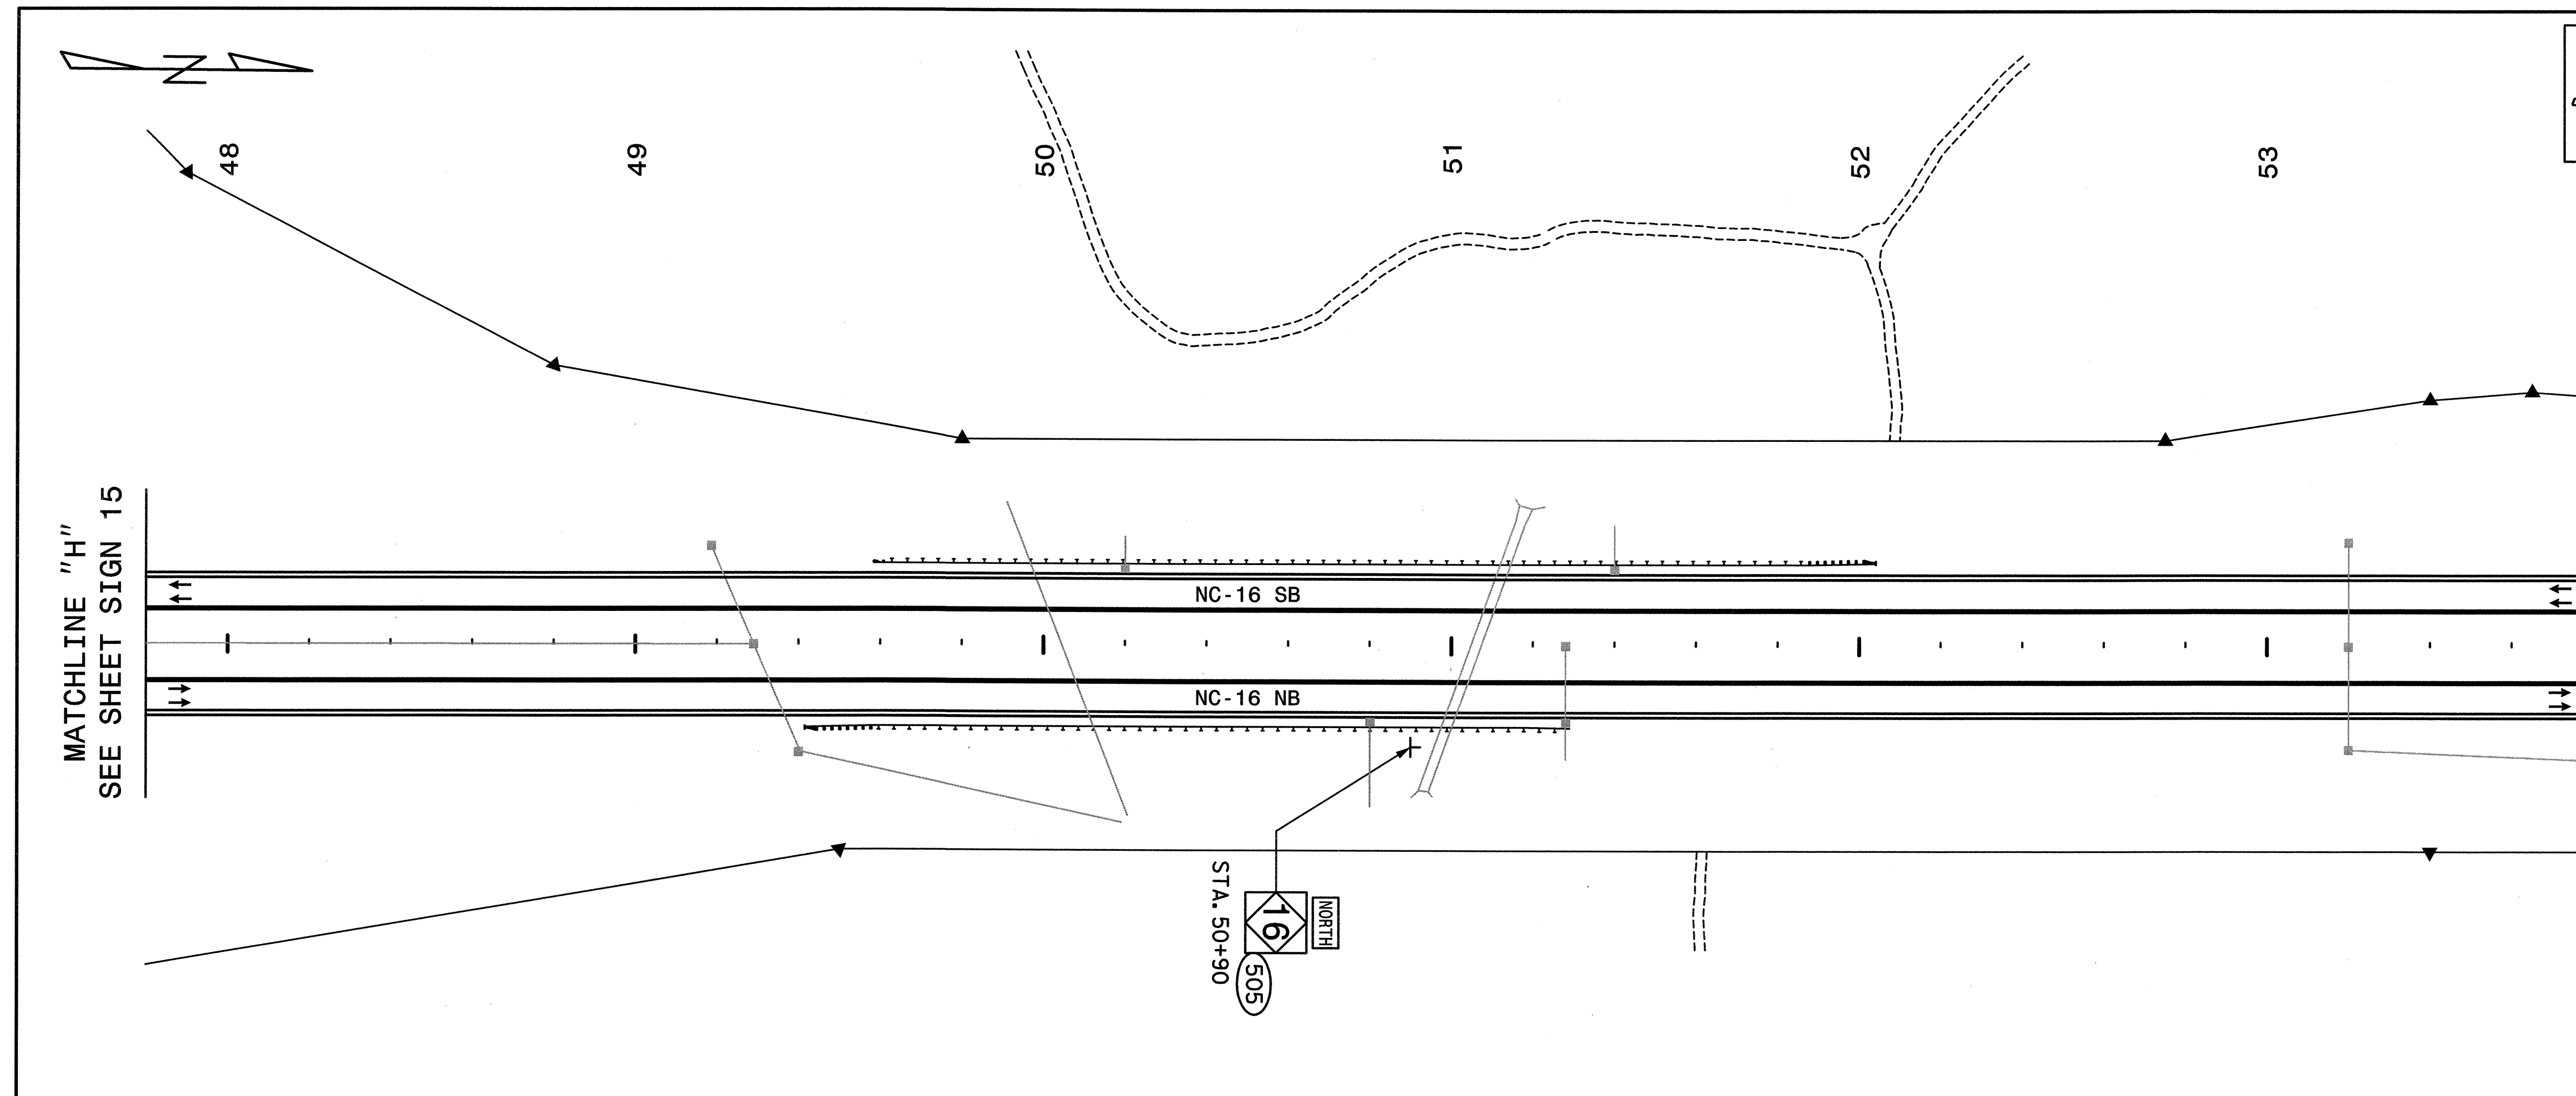 N
48
49
50
51
52
53
MATCHLINE "H"
SEE SHEET SIGN 15
NC-16 SB
NC-16 NB
NORTH
16
505
STA. 50+90